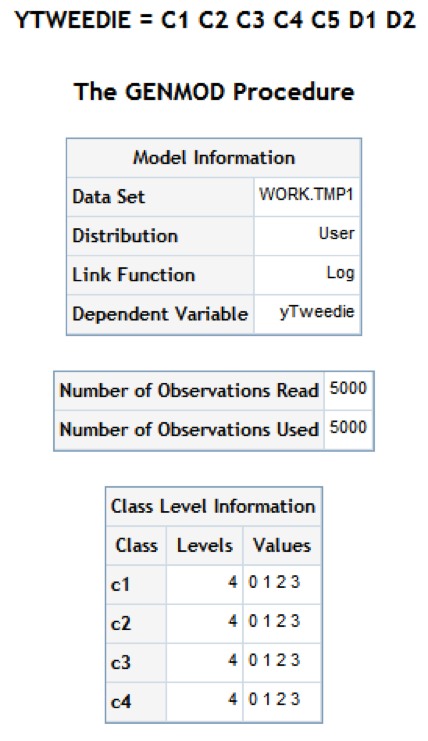 YTWEEDIE = C1 C2 C3 C4 C5 D1 D2
The GENMOD Procedure
Model Information
Data Set WORK.TMP1
Distribution User
Link Function Log
Dependent Variable yTweedie
Number of Observations Read 5000
Number of Observations Used 5000
Class Level Information
Class Levels Values
c1 4 0 1 2 3
c2 4 0 1 2 3
c3 4 0 1 2 3
c4 4 0 1 2 3